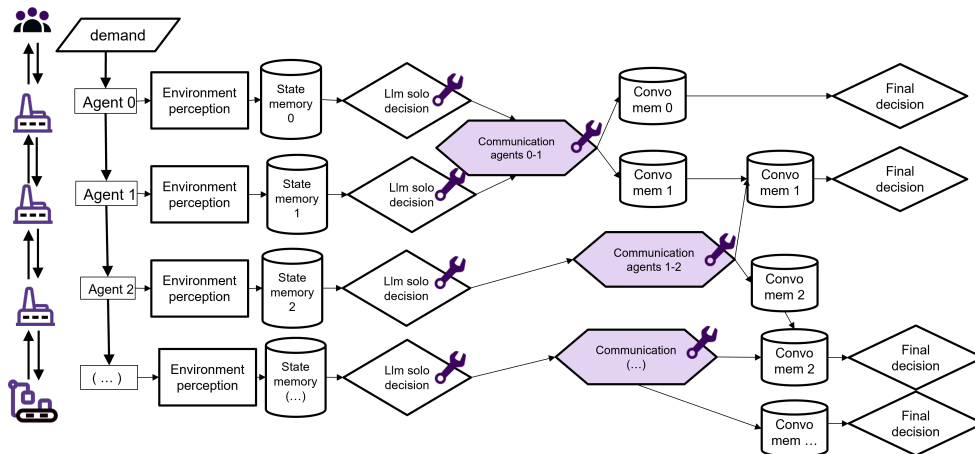 demand
Agent 0
Environment
perception
State
memory
0
Llm solo
decision
Communication
agents 0-1
Convo
mem 0
Final
decision
Agent 1
Environment
perception
State
memory
1
Llm solo
decision
Convo
mem 1
Convo
mem 1
Final
decision
Agent 2
Environment
perception
State
memory
2
Llm solo
decision
Communication
agents 1-2
Convo
mem 2
( ... )
Environment
perception
State
memory
(...)
Llm solo
decision
Communication
(...)
Convo
mem 2
Final
decision
Convo
mem ...
Final
decision